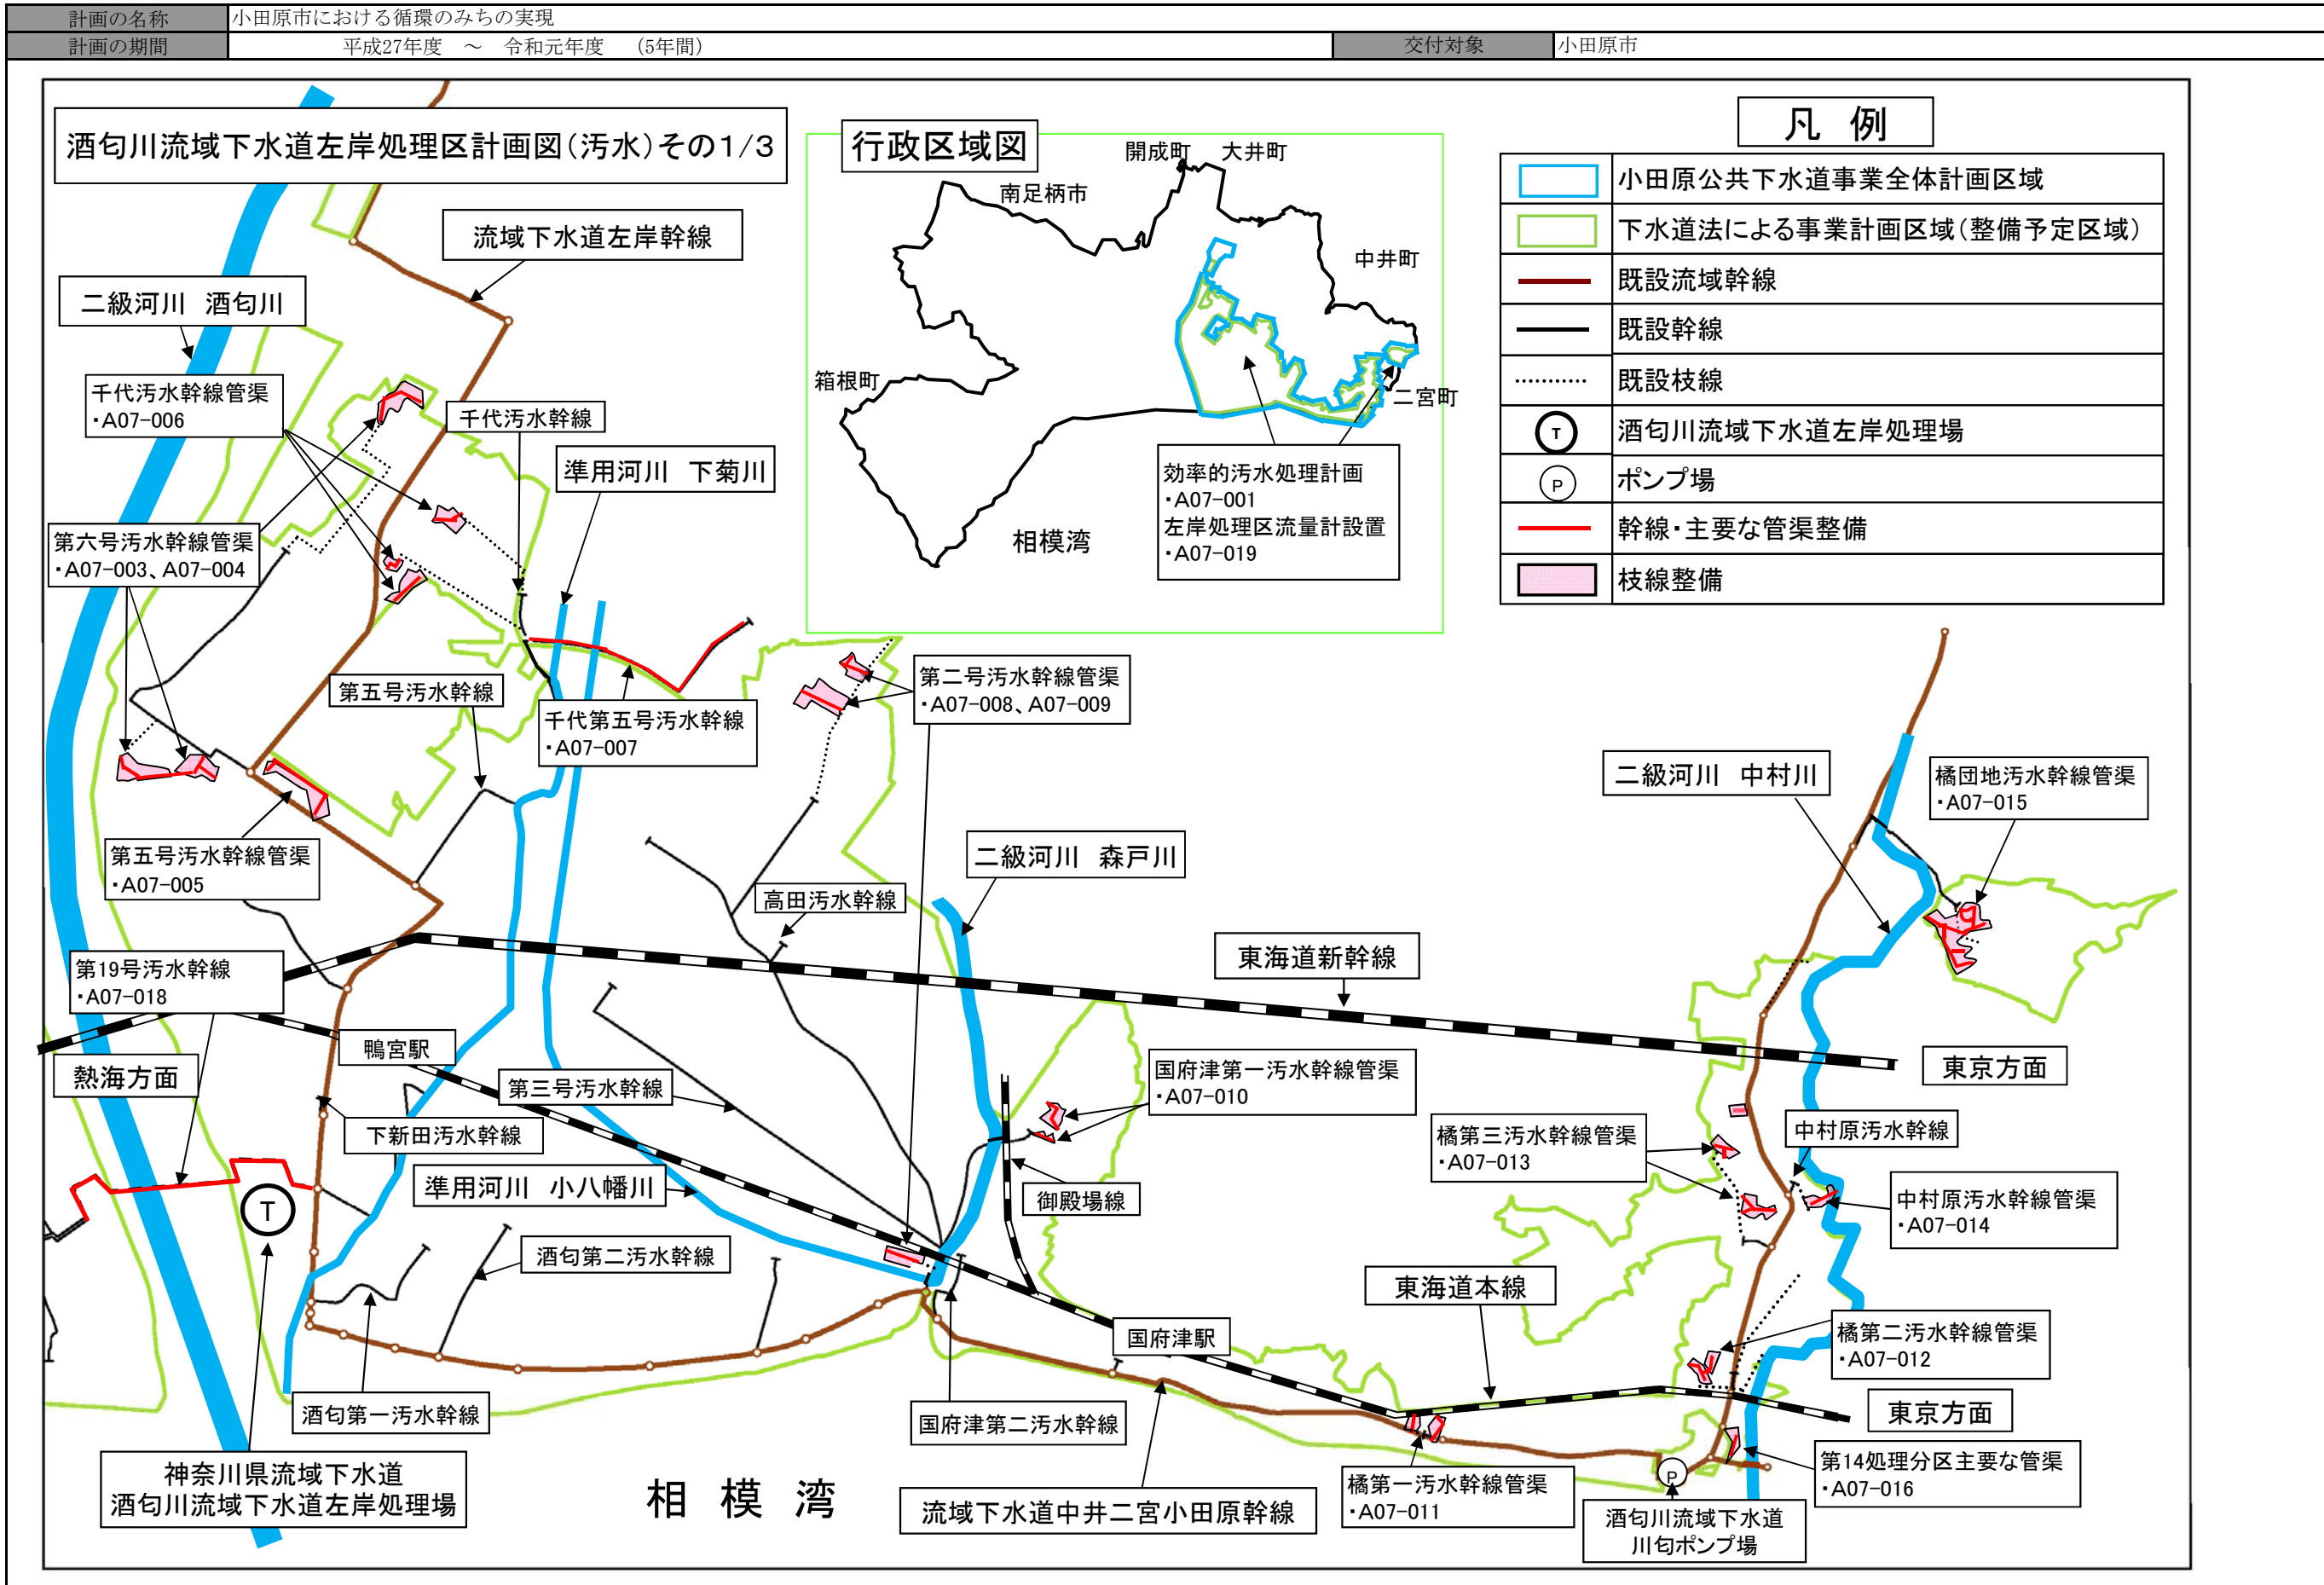 計画の名称 小田原市における循環のみちの実現
計画の期間 平成27年度 ～ 令和元年度 （5年間） 交付対象 小田原市
酒匂川流域下水道左岸処理区計画図（汚水）その1/3
行政区域図
開成町 大井町
南足柄市
中井町
箱根町
二宮町
相模湾
効率的汚水処理計画
・A07-001
左岸処理区流量計設置
・A07-019
凡 例
小田原公共下水道事業全体計画区域
下水道法による事業計画区域（整備予定区域）
既設流域幹線
既設幹線
既設枝線
T 酒匂川流域下水道左岸処理場
P ポンプ場
幹線・主要な管渠整備
枝線整備
流域下水道左岸幹線
二級河川 酒匂川
千代汚水幹線管渠
・A07-006
千代汚水幹線
準用河川 下菊川
第六号汚水幹線管渠
・A07-003、A07-004
第五号汚水幹線
千代第五号汚水幹線
・A07-007
第二号汚水幹線管渠
・A07-008、A07-009
二級河川 中村川
橘団地汚水幹線管渠
・A07-015
第五号汚水幹線管渠
・A07-005
高田汚水幹線
二級河川 森戸川
東海道新幹線
第19号汚水幹線
・A07-018
鴨宮駅
熱海方面
東京方面
第三号汚水幹線
国府津第一汚水幹線管渠
・A07-010
下新田汚水幹線
橘第三汚水幹線管渠
・A07-013
中村原汚水幹線
準用河川 小八幡川
御殿場線
中村原汚水幹線管渠
・A07-014
T
酒匂第二汚水幹線
東海道本線
国府津駅
橘第二汚水幹線管渠
・A07-012
酒匂第一汚水幹線
国府津第二汚水幹線
東京方面
神奈川県流域下水道
酒匂川流域下水道左岸処理場
相 模 湾
流域下水道中井二宮小田原幹線
橘第一汚水幹線管渠
・A07-011
P
第14処理分区主要な管渠
・A07-016
酒匂川流域下水道
川匂ポンプ場